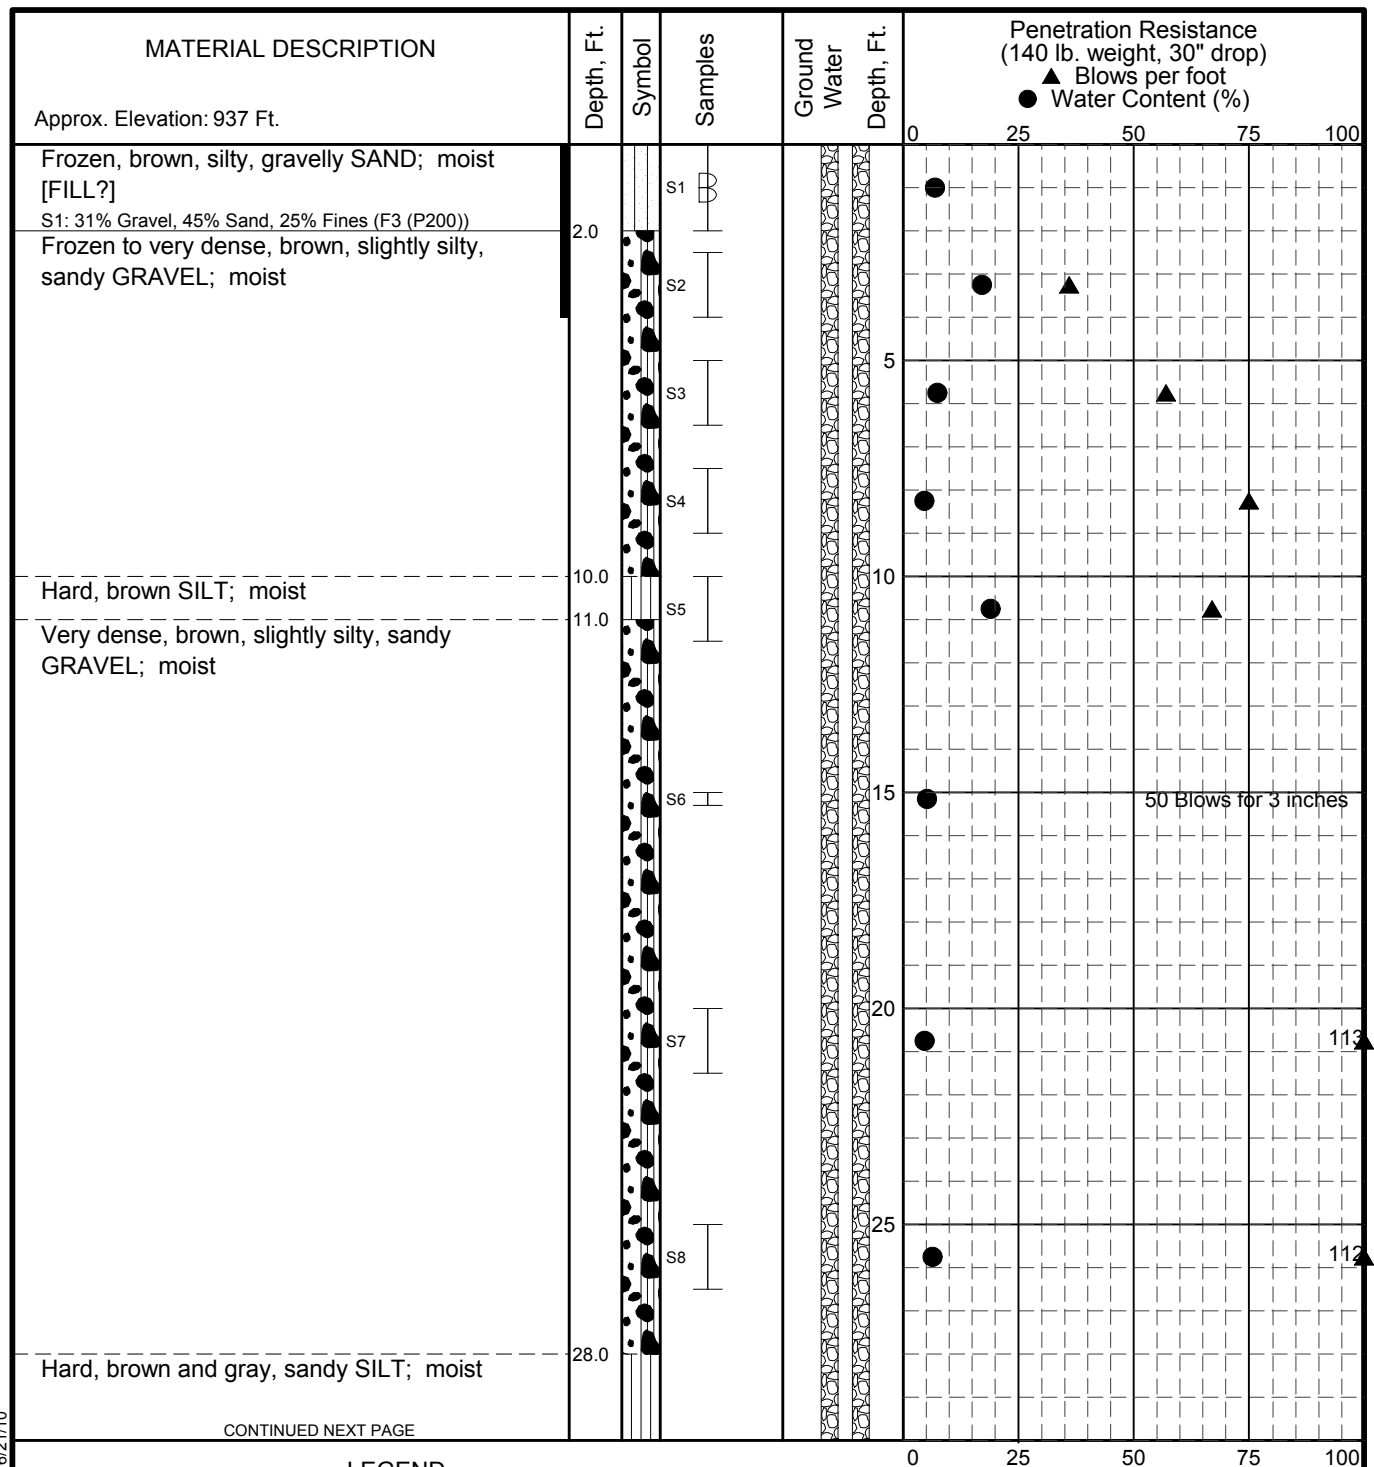 MATERIAL DESCRIPTION
Approx. Elevation: 937 Ft.
Depth, Ft.
Symbol
Samples
Ground
Water
Depth, Ft.
Penetration Resistance
(140 lb. weight, 30" drop)
▲ Blows per foot
● Water Content (%)
0 25 50 75 100
Frozen, brown, silty, gravelly SAND; moist
[FILL?]
S1: 31% Gravel, 45% Sand, 25% Fines (F3 (P200))
S1
2.0
Frozen to very dense, brown, slightly silty,
sandy GRAVEL; moist
S2
5
S3
S4
10.0
10
Hard, brown SILT; moist
S5
11.0
Very dense, brown, slightly silty, sandy
GRAVEL; moist
15
S6
50 Blows for 3 inches
20
S7
113
25
S8
112
28.0
Hard, brown and gray, sandy SILT; moist
CONTINUED NEXT PAGE
6/21/10
LEGEND
0 25 50 75 100